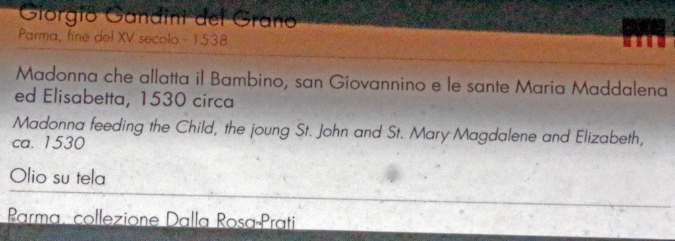 Giorgio Gandini del Grano
Parma, fine del XV secolo - 1538
Madonna che allatta il Bambino, san Giovannino e le sante Maria Maddalena
ed Elisabetta, 1530 circa
Madonna feeding the Child, the joung St. John and St. Mary Magdalene and Elizabeth,
ca. 1530
Olio su tela
Parma, collezione Dalla Rosa-Prati